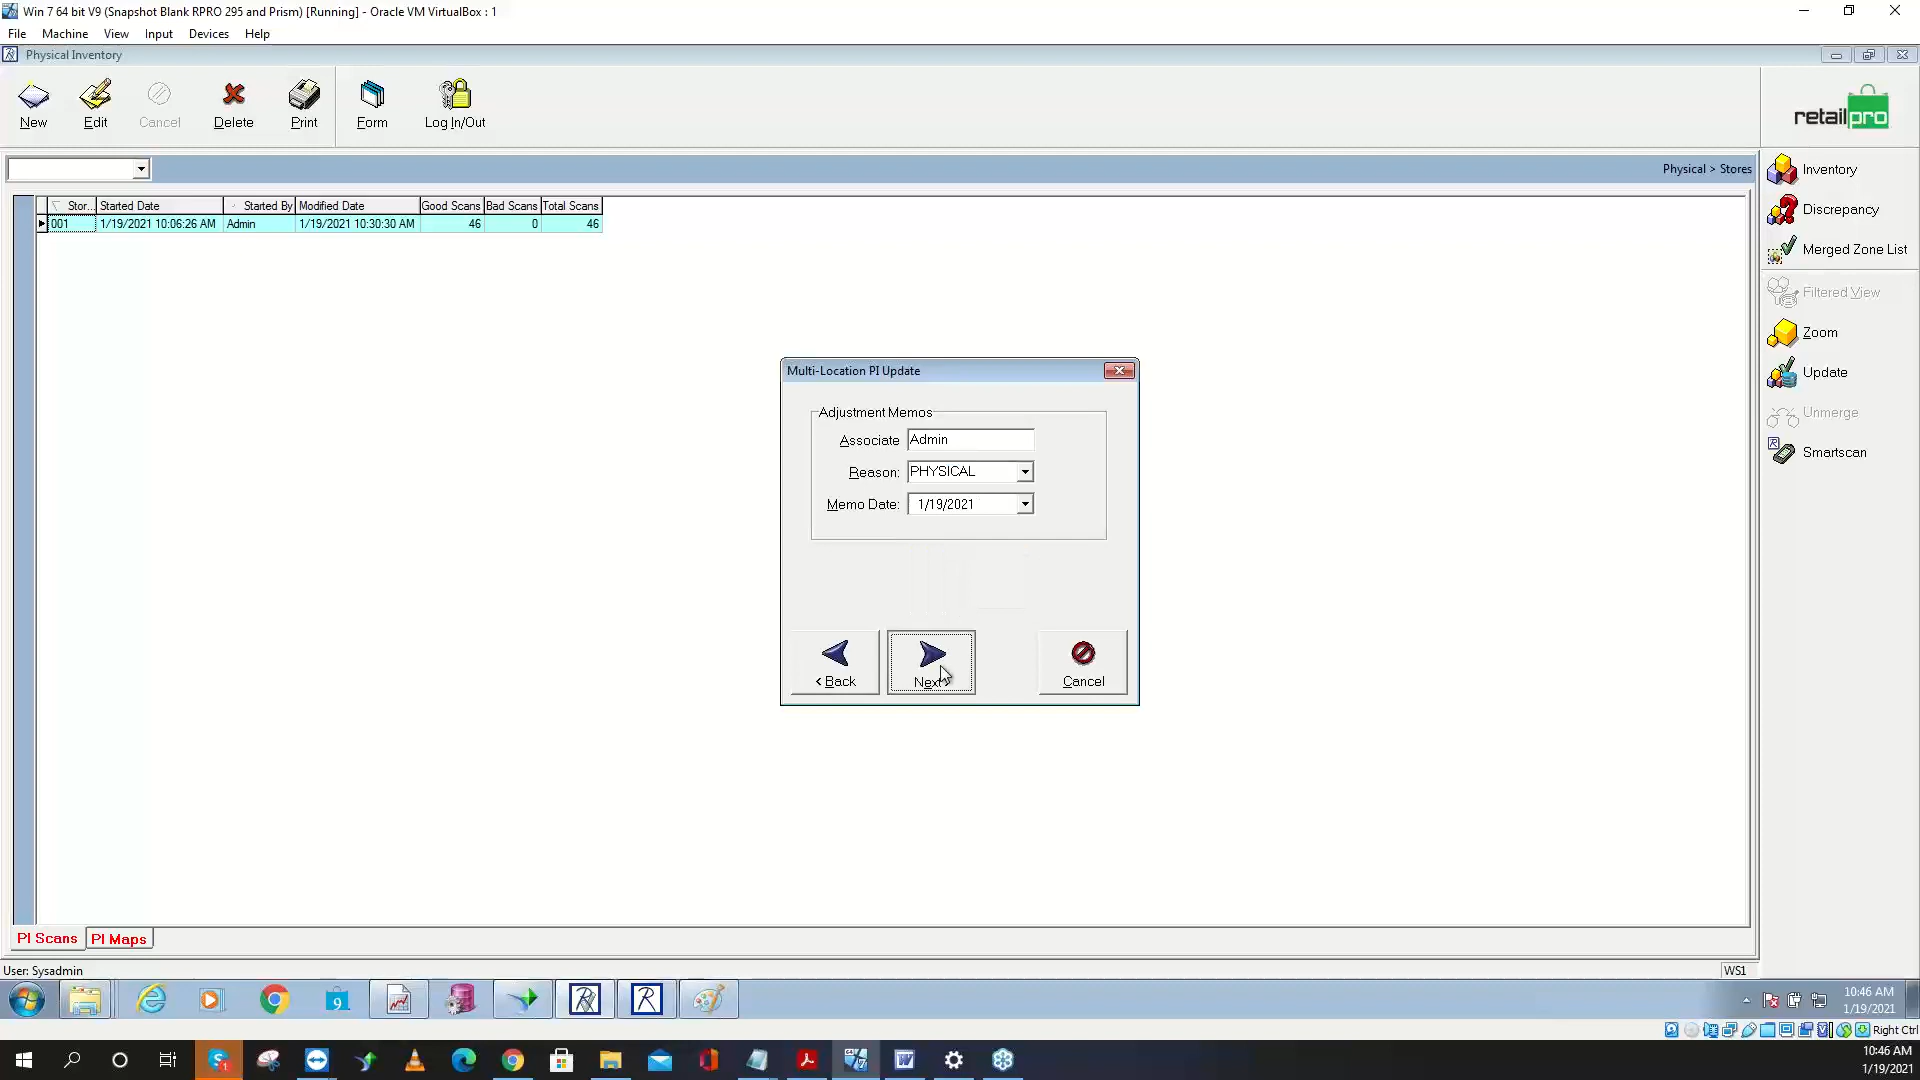 Win 7 64 bit V9 (Snapshot Blank RPRO 295 and Prism) [Running] - Oracle VM VirtualBox : 1
File Machine View Input Devices Help
Physical Inventory
New Edit Cancel Delete Print Form Log In/Out
retailpro
Physical > Stores
Stor... Started Date Started By Modified Date Good Scans Bad Scans Total Scans
001 1/19/2021 10:06:26 AM Admin 1/19/2021 10:30:30 AM 46 0 46
Inventory
Discrepancy
Merged Zone List
Filtered View
Zoom
Update
Unmerge
Smartscan
Multi-Location PI Update
Adjustment Memos
Associate Admin
Reason: PHYSICAL
Memo Date: 1/19/2021
< Back Next > Cancel
PI Scans PI Maps
User: Sysadmin WS1
10:46 AM
1/19/2021
Right Ctrl
10:46 AM
1/19/2021